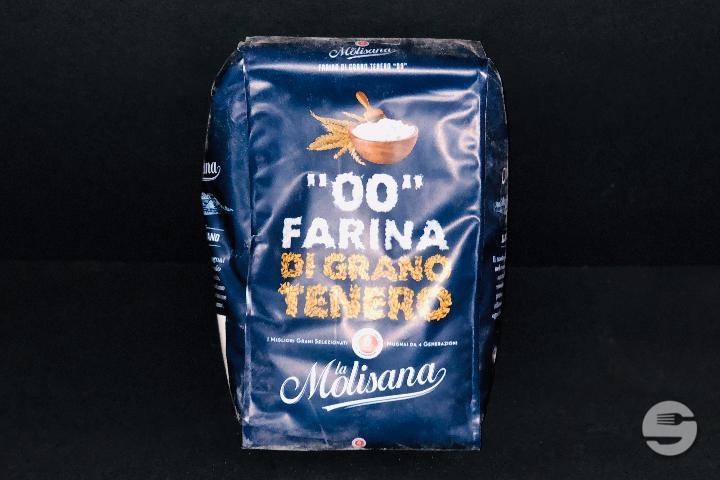 La Molisana
FARINA DI GRANO TENERO "00"
"00"
FARINA
DI GRANO
TENERO
I MIGLIORI GRANI SELEZIONATI
MUGNAI DA 4 GENERAZIONI
la Molisana